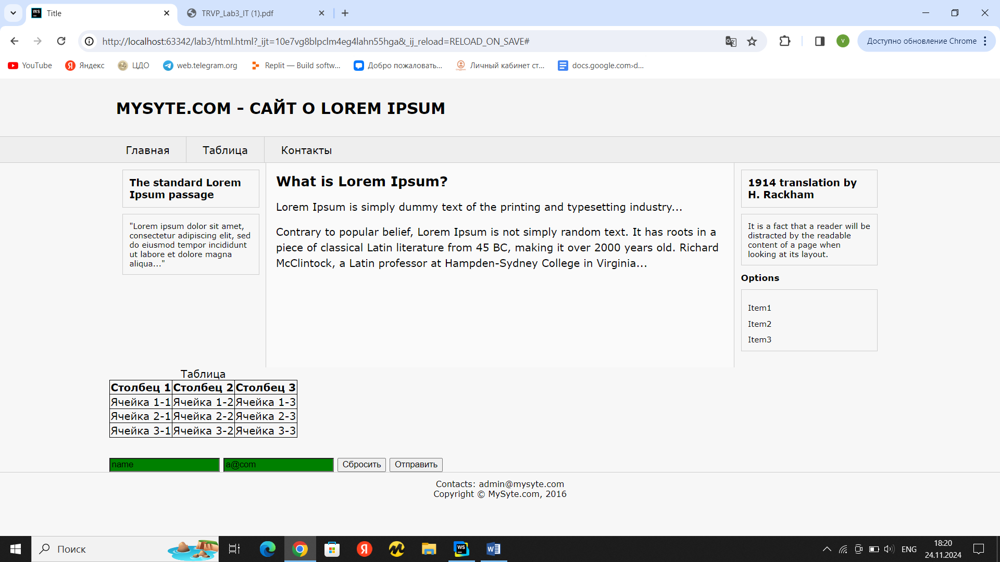 Title
TRVP_Lab3_IT (1).pdf
http://localhost:63342/lab3/html.html?_ijt=10e7vg8blpclm4eg4lahn55hga&_ij_reload=RELOAD_ON_SAVE#
V
Доступно обновление Chrome
YouTube
Яндекс
ЦДО
web.telegram.org
Replit — Build softw...
Добро пожаловать...
Личный кабинет ст...
docs.google.com›d...
MYSYTE.COM – САЙТ О LOREM IPSUM
Главная
Таблица
Контакты
The standard Lorem
Ipsum passage
"Lorem ipsum dolor sit amet,
consectetur adipiscing elit, sed
do eiusmod tempor incididunt
ut labore et dolore magna
aliqua..."
What is Lorem Ipsum?
Lorem Ipsum is simply dummy text of the printing and typesetting industry...
Contrary to popular belief, Lorem Ipsum is not simply random text. It has roots in a
piece of classical Latin literature from 45 BC, making it over 2000 years old. Richard
McClintock, a Latin professor at Hampden-Sydney College in Virginia...
1914 translation by
H. Rackham
It is a fact that a reader will be
distracted by the readable
content of a page when
looking at its layout.
Options
Item1
Item2
Item3
Таблица
Столбец 1 Столбец 2 Столбец 3
Ячейка 1-1 Ячейка 1-2 Ячейка 1-3
Ячейка 2-1 Ячейка 2-2 Ячейка 2-3
Ячейка 3-1 Ячейка 3-2 Ячейка 3-3
name
a@com
Сбросить
Отправить
Contacts: admin@mysyte.com
Copyright © MySyte.com, 2016
Поиск
ENG
18:20
24.11.2024